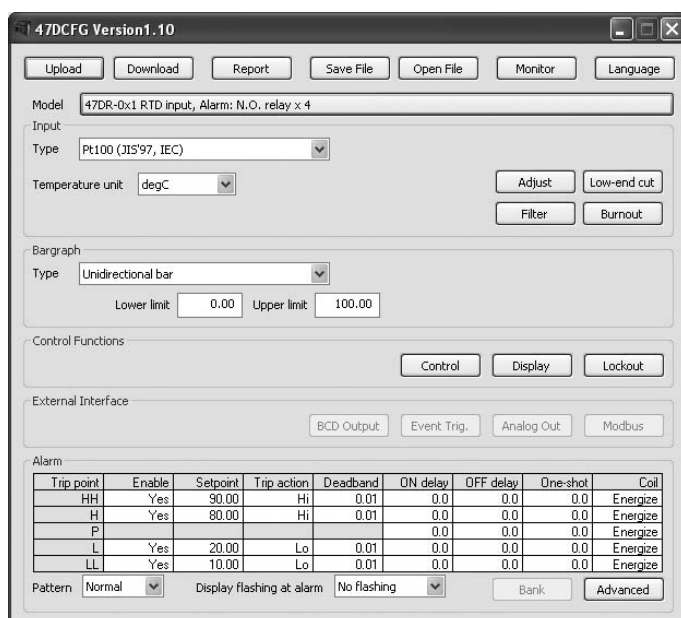 47DCFG Version1.10
Upload Download Report Save File Open File Monitor Language
Model 47DR-0x1 RTD input, Alarm: N.O. relay x 4
Input
Type Pt100 (JIS'97, IEC)
Temperature unit degC Adjust Low-end cut
Filter Burnout
Bargraph
Type Unidirectional bar
Lower limit 0.00 Upper limit 100.00
Control Functions
Control Display Lockout
External Interface
BCD Output Event Trig. Analog Out Modbus
Alarm
Trip point Enable Setpoint Trip action Deadband ON delay OFF delay One-shot Coil
HH Yes 90.00 Hi 0.01 0.0 0.0 0.0 Energize
H Yes 80.00 Hi 0.01 0.0 0.0 0.0 Energize
P 0.0 0.0 0.0 Energize
L Yes 20.00 Lo 0.01 0.0 0.0 0.0 Energize
LL Yes 10.00 Lo 0.01 0.0 0.0 0.0 Energize
Pattern Normal Display flashing at alarm No flashing Bank Advanced